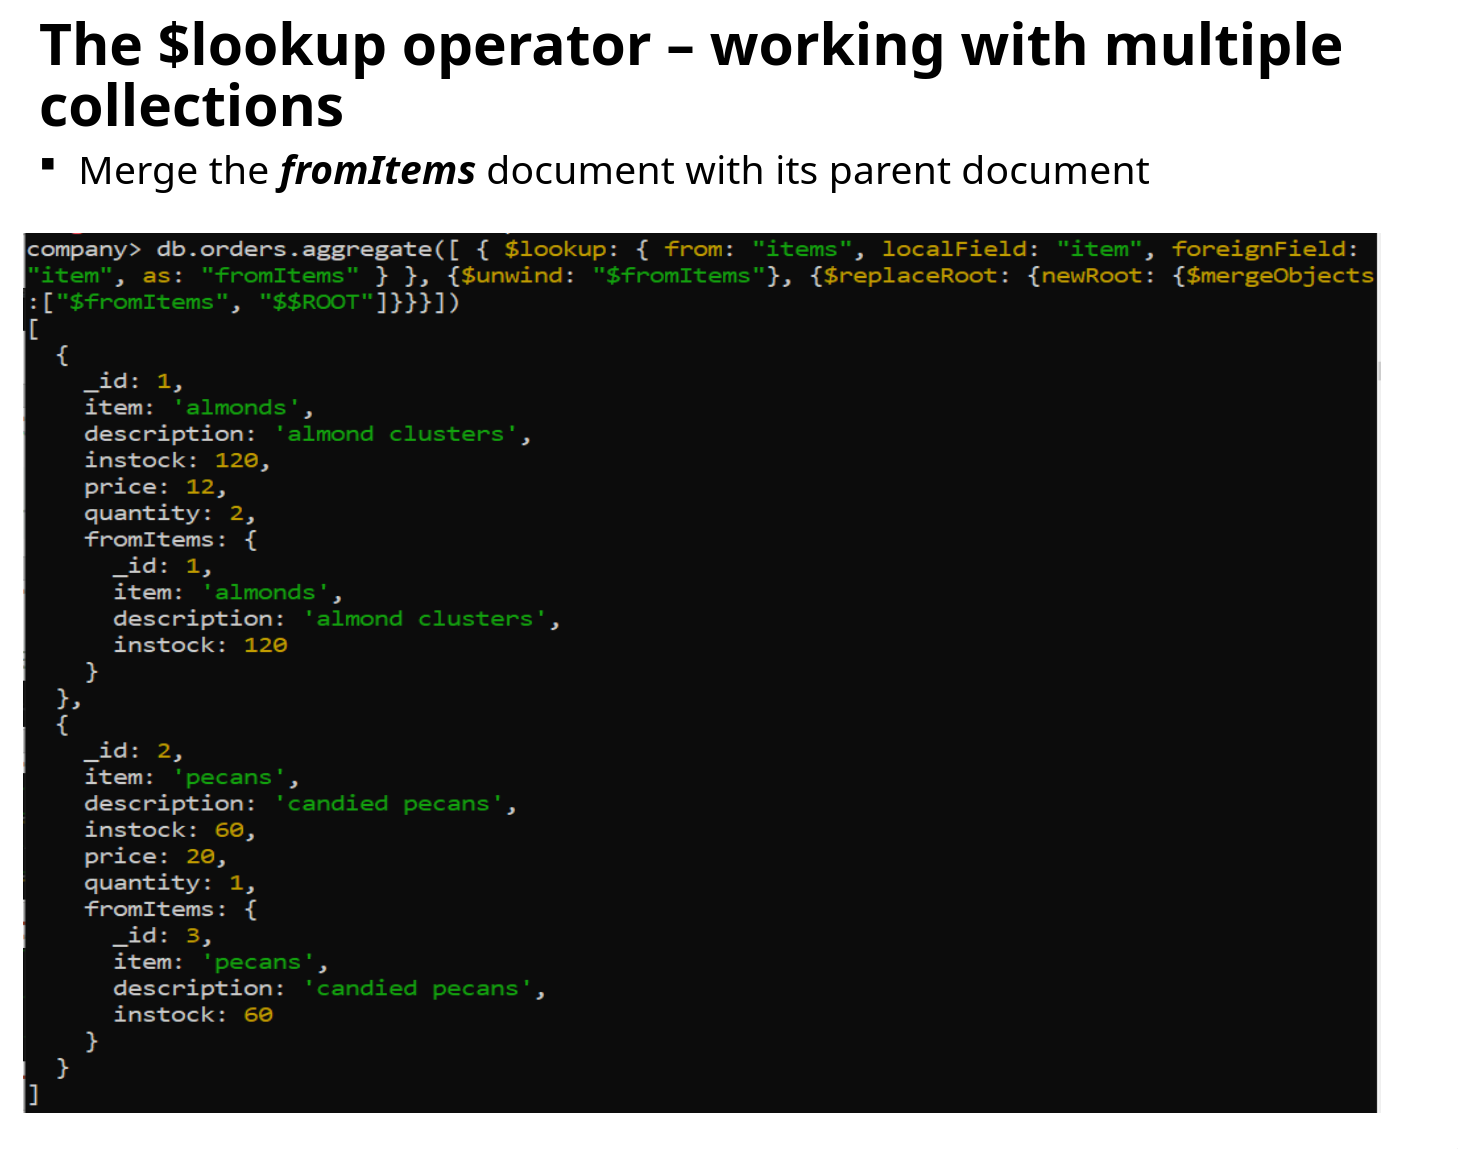 The $lookup operator – working with multiple
collections
▪ Merge the fromItems document with its parent document
company> db.orders.aggregate([ { $lookup: { from: "items", localField: "item", foreignField:
"item", as: "fromItems" } }, {$unwind: "$fromItems"}, {$replaceRoot: {newRoot: {$mergeObjects
:["$fromItems", "$$ROOT"]}}}])
[
  {
    _id: 1,
    item: 'almonds',
    description: 'almond clusters',
    instock: 120,
    price: 12,
    quantity: 2,
    fromItems: {
      _id: 1,
      item: 'almonds',
      description: 'almond clusters',
      instock: 120
    }
  },
  {
    _id: 2,
    item: 'pecans',
    description: 'candied pecans',
    instock: 60,
    price: 20,
    quantity: 1,
    fromItems: {
      _id: 3,
      item: 'pecans',
      description: 'candied pecans',
      instock: 60
    }
  }
]